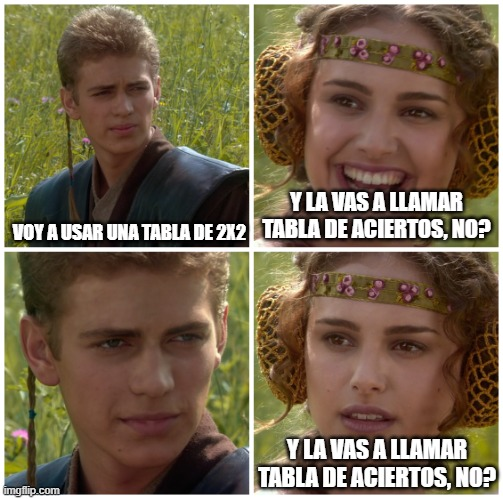 VOY A USAR UNA TABLA DE 2X2
Y LA VAS A LLAMAR
TABLA DE ACIERTOS, NO?
Y LA VAS A LLAMAR
TABLA DE ACIERTOS, NO?
imgflip.com